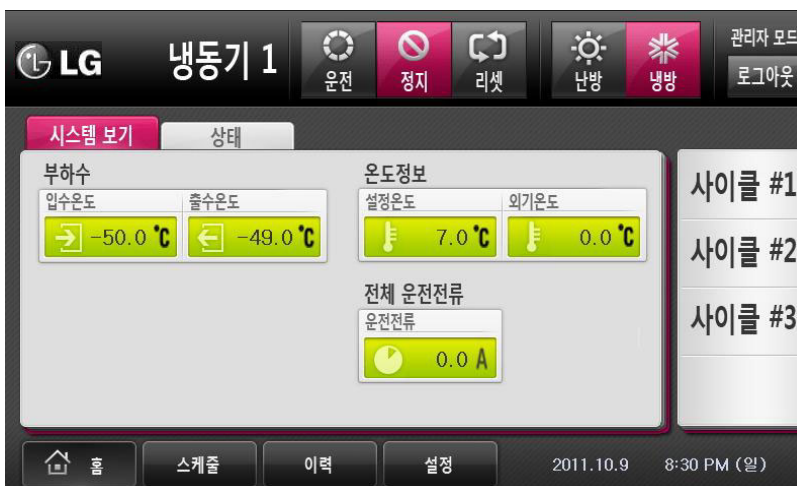 LG 냉동기 1
운전 정지 리셋 난방 냉방
관리자 모드
로그아웃
시스템 보기 상태
부하수
입수온도 출수온도
-50.0 °C -49.0 °C
온도정보
설정온도 외기온도
7.0 °C 0.0 °C
전체 운전전류
운전전류
0.0 A
사이클 #1
사이클 #2
사이클 #3
홈 스케줄 이력 설정 2011.10.9 8:30 PM (일)